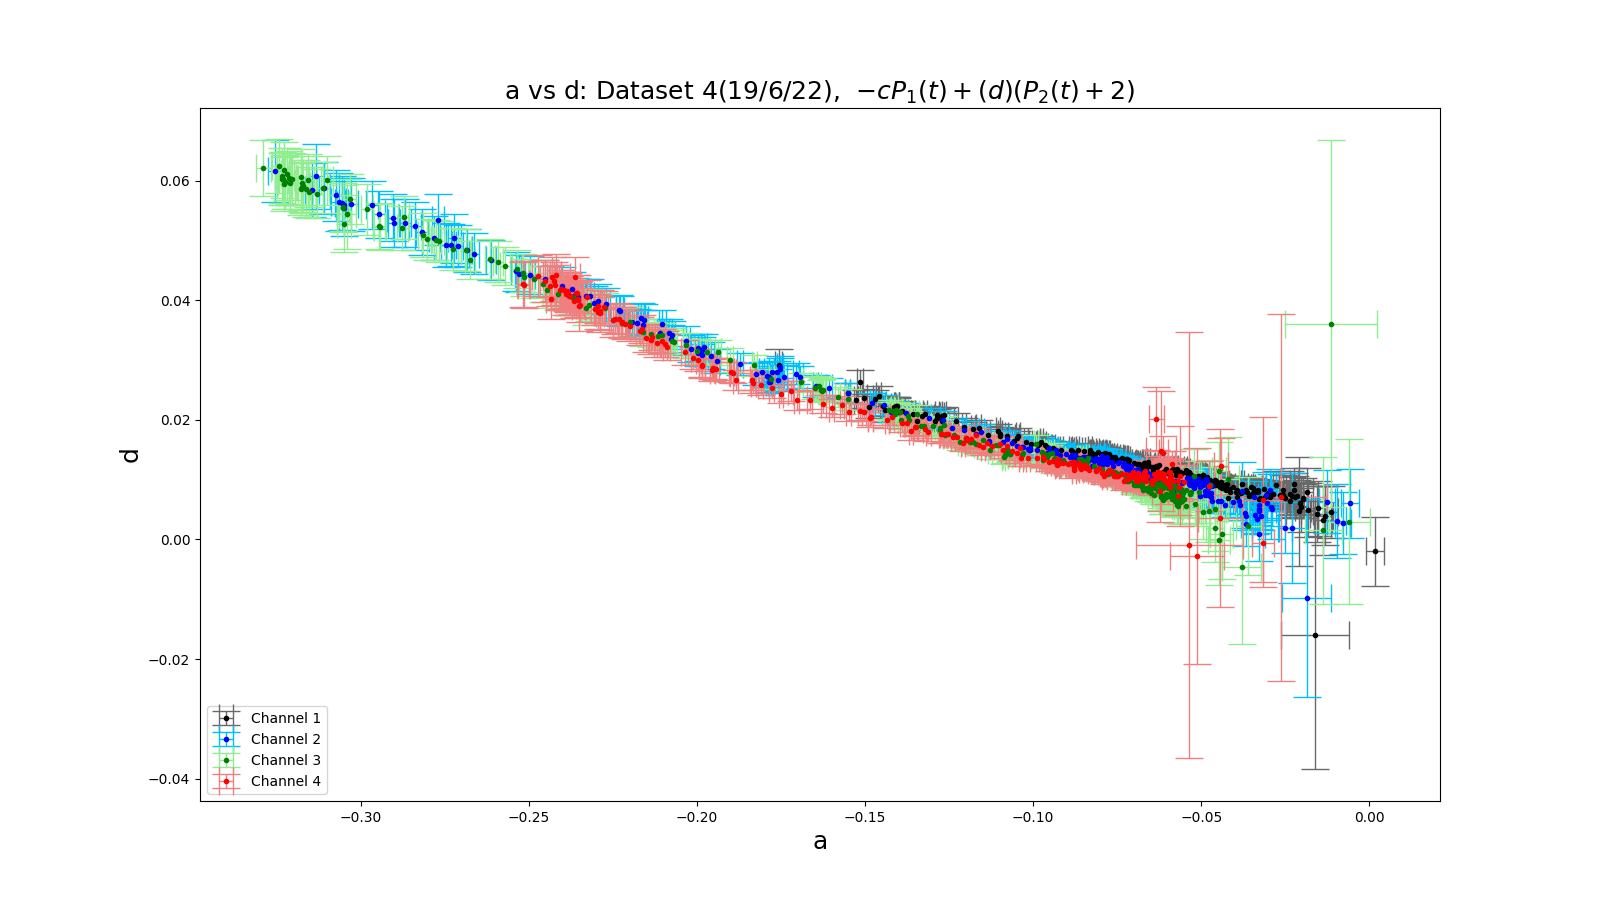 a vs d: Dataset 4(19/6/22), $-cP_1(t) + (d)(P_2(t) + 2)$
d
0.06
0.04
0.02
0.00
−0.02
−0.04
Channel 1
Channel 2
Channel 3
Channel 4
−0.30 −0.25 −0.20 −0.15 −0.10 −0.05 0.00
a